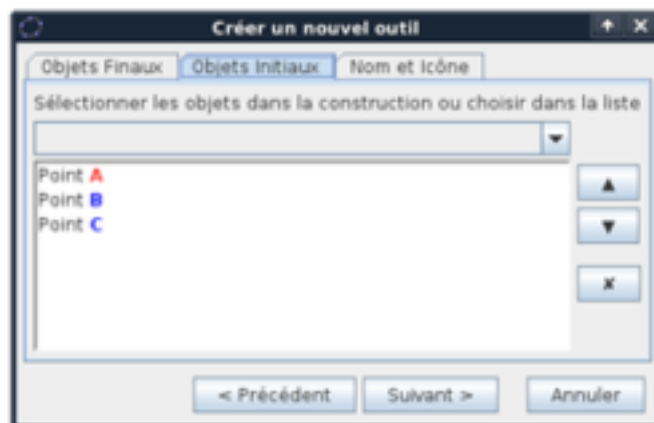 Créer un nouvel outil
Objets Finaux Objets Initiaux Nom et Icône
Sélectionner les objets dans la construction ou choisir dans la liste
Point A
Point B
Point C
< Précédent Suivant > Annuler